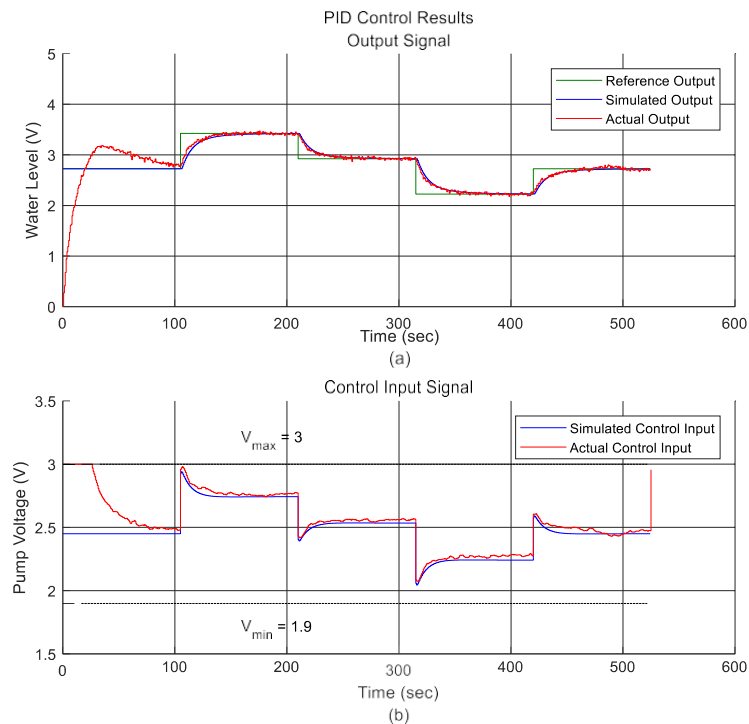 PID Control Results
Output Signal
5
4
3
2
1
0
Water Level (V)
Reference Output
Simulated Output
Actual Output
0 100 200 300 400 500 600
Time (sec)
(a)
Control Input Signal
3.5
3
2.5
2
1.5
Pump Voltage (V)
Simulated Control Input
Actual Control Input
Vmax = 3
Vmin = 1.9
0 100 200 300 400 500 600
Time (sec)
(b)